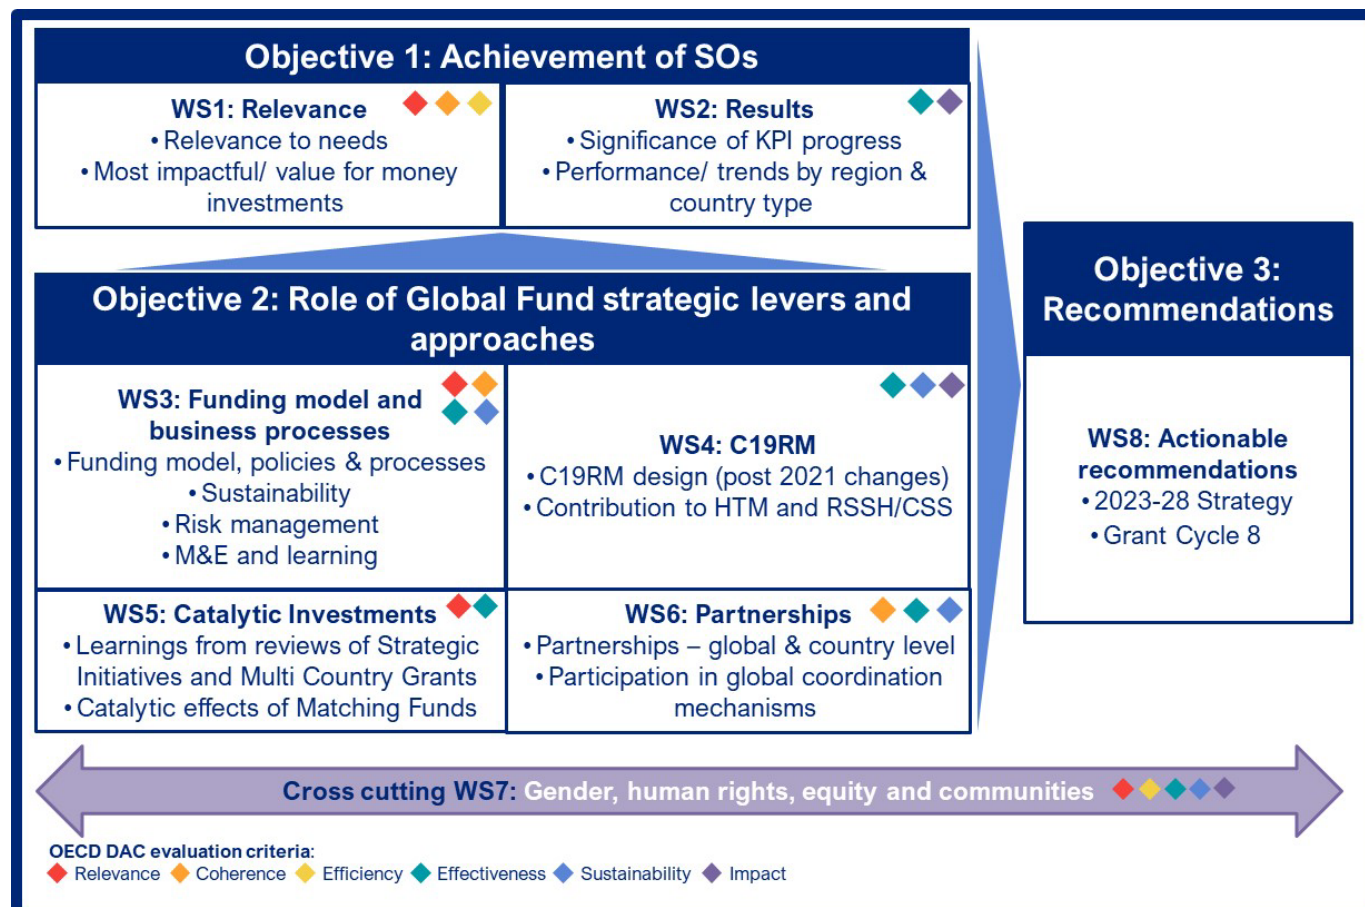 Objective 1: Achievement of SOs
WS1: Relevance
• Relevance to needs
• Most impactful/ value for money
investments
WS2: Results
• Significance of KPI progress
• Performance/ trends by region &
country type
Objective 2: Role of Global Fund strategic levers and
approaches
WS3: Funding model and
business processes
• Funding model, policies & processes
• Sustainability
• Risk management
• M&E and learning
WS4: C19RM
• C19RM design (post 2021 changes)
• Contribution to HTM and RSSH/CSS
WS5: Catalytic Investments
• Learnings from reviews of Strategic
Initiatives and Multi Country Grants
• Catalytic effects of Matching Funds
WS6: Partnerships
• Partnerships – global & country level
• Participation in global coordination
mechanisms
Objective 3:
Recommendations
WS8: Actionable
recommendations
• 2023-28 Strategy
• Grant Cycle 8
Cross cutting WS7: Gender, human rights, equity and communities
OECD DAC evaluation criteria:
Relevance Coherence Efficiency Effectiveness Sustainability Impact